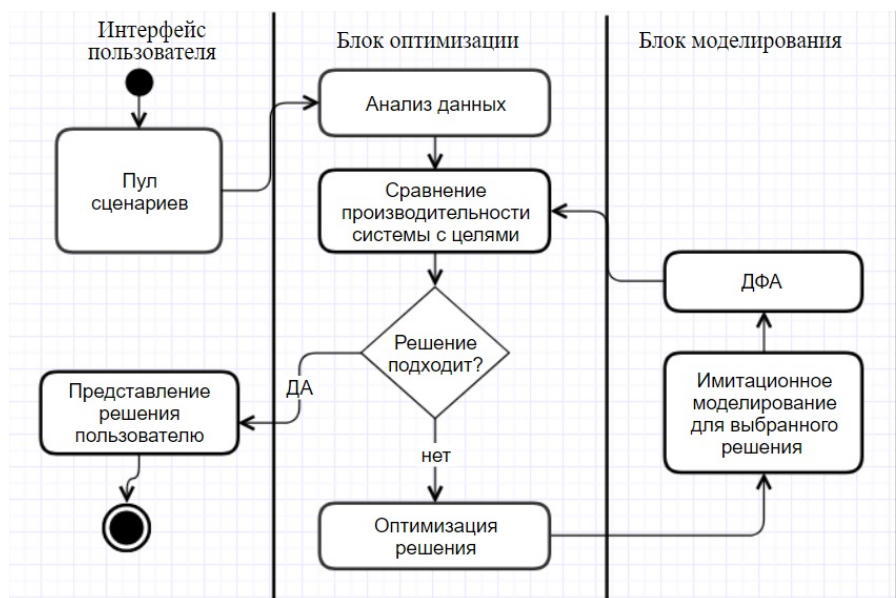 Интерфейс
пользователя
Блок оптимизации
Блок моделирования
Анализ данных
Пул
сценариев
Сравнение
производительности
системы с целями
ДФА
Решение
подходит?
ДА
Представление
решения
пользователю
Имитационное
моделирование
для выбранного
решения
нет
Оптимизация
решения